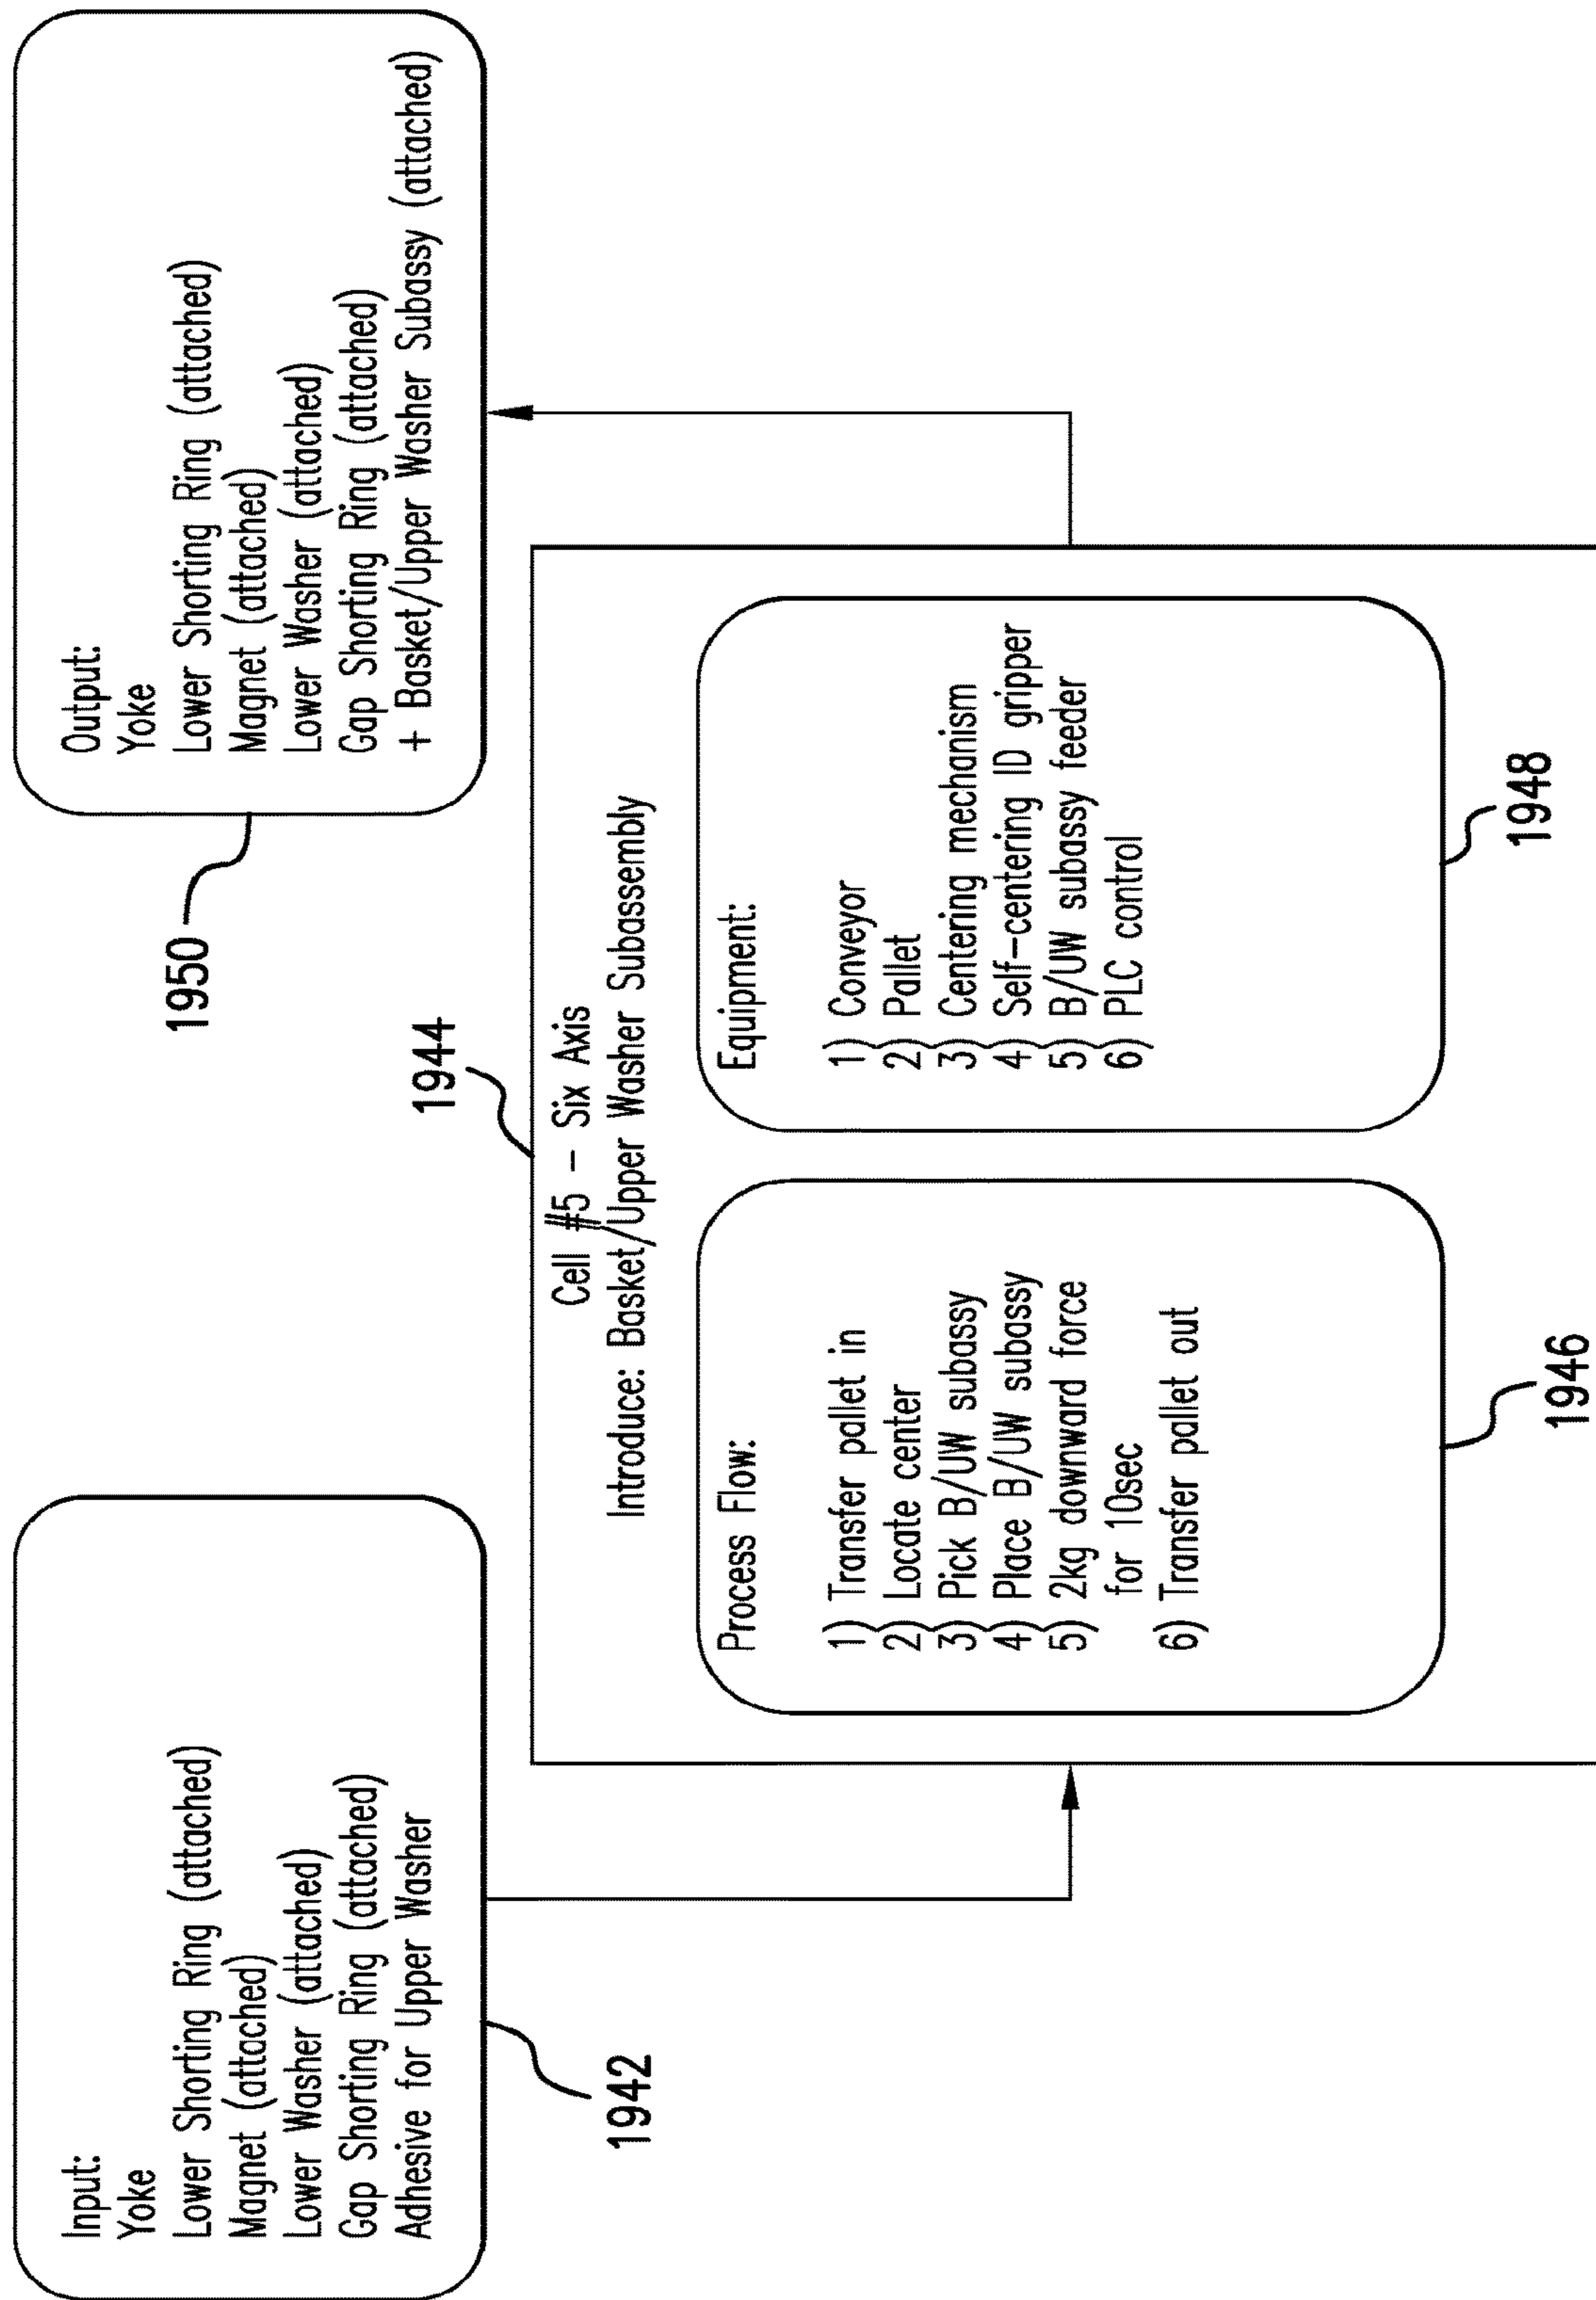 Input:
Yoke
Lower Shorting Ring (attached)
Magnet (attached)
Lower Washer (attached)
Gap Shorting Ring (attached)
Adhesive for Upper Washer
1942
Output:
Yoke
Lower Shorting Ring (attached)
Magnet (attached)
Lower Washer (attached)
Gap Shorting Ring (attached)
+ Basket/Upper Washer Subassy (attached)
1950
1944
Cell #5 – Six Axis
Introduce: Basket/Upper Washer Subassembly
Process Flow:
1) Transfer pallet in
2) Locate center
3) Pick B/UW subassy
4) Place B/UW subassy
5) 2kg downward force
for 10sec
6) Transfer pallet out
1946
Equipment:
1) Conveyor
2) Pallet
3) Centering mechanism
4) Self-centering ID gripper
5) B/UW subassy feeder
6) PLC control
1948